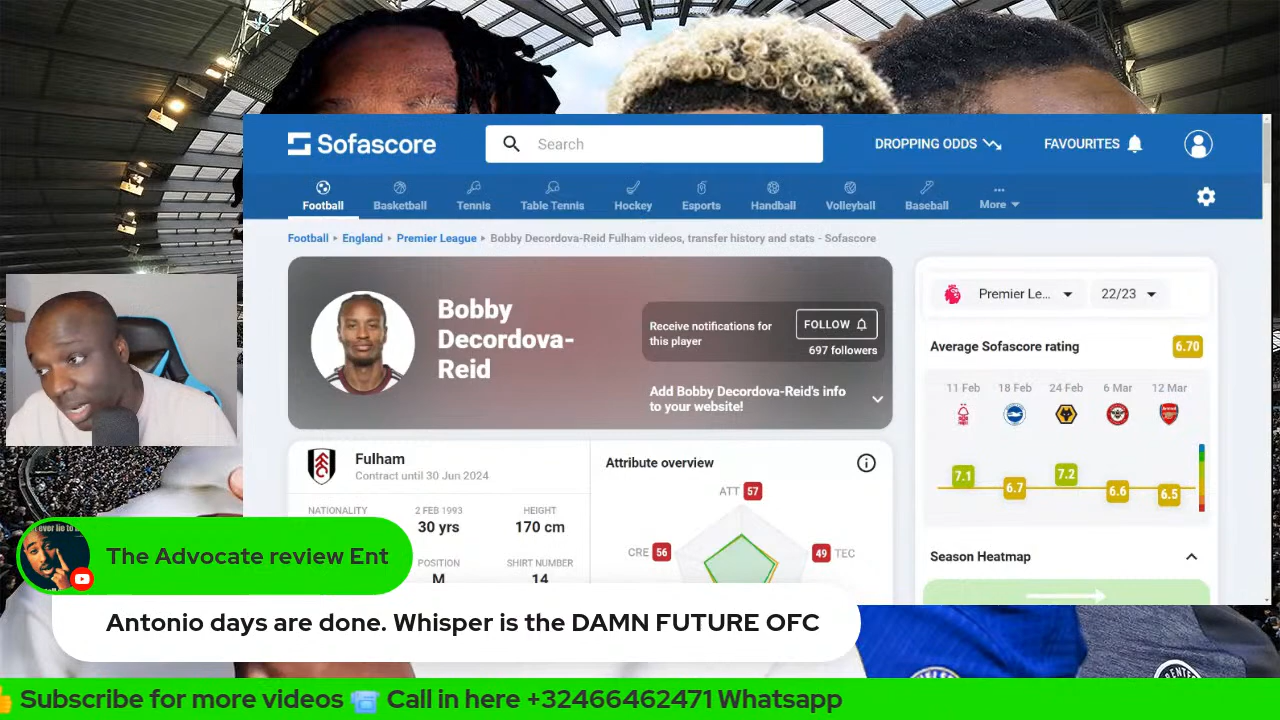 Sofascore
Search
DROPPING ODDS
FAVOURITES
Football
Basketball
Tennis
Table Tennis
Hockey
Esports
Handball
Volleyball
Baseball
More
Football England Premier League Bobby Decordova-Reid Fulham videos, transfer history and stats - Sofascore
Bobby
Decordova-
Reid
Receive notifications for
this player
FOLLOW
697 followers
Add Bobby Decordova-Reid's info
to your website!
Premier Le...
22/23
Average Sofascore rating
6.70
11 Feb 18 Feb 24 Feb 6 Mar 12 Mar
7.1 6.7 7.2 6.6 6.5
Season Heatmap
Fulham
Contract until 30 Jun 2024
NATIONALITY
2 FEB 1993
30 yrs
HEIGHT
170 cm
POSITION
M
SHIRT NUMBER
14
Attribute overview
ATT 57
CRE 56
49 TEC
The Advocate review Ent
Antonio days are done. Whisper is the DAMN FUTURE OFC
Subscribe for more videos Call in here +32466462471 Whatsapp